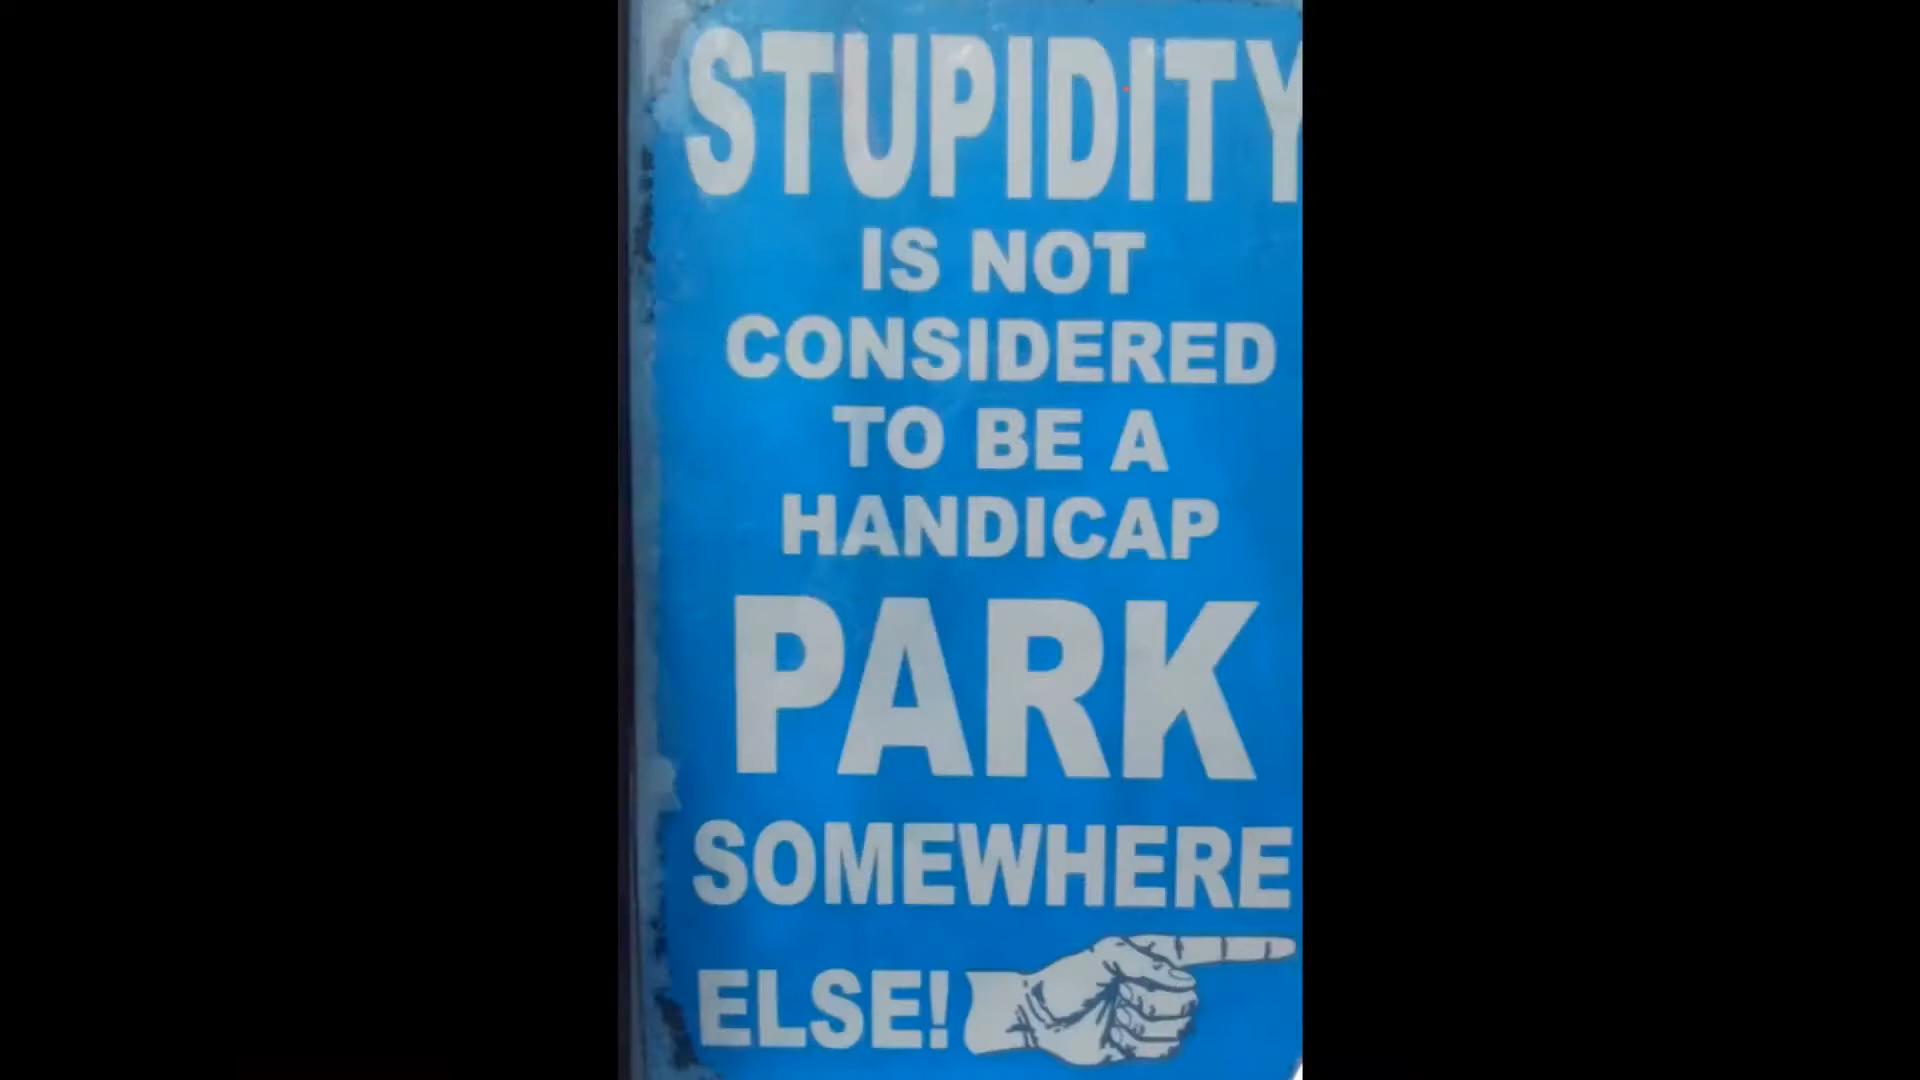 STUPIDITY
IS NOT
CONSIDERED
TO BE A
HANDICAP
PARK
SOMEWHERE
ELSE!